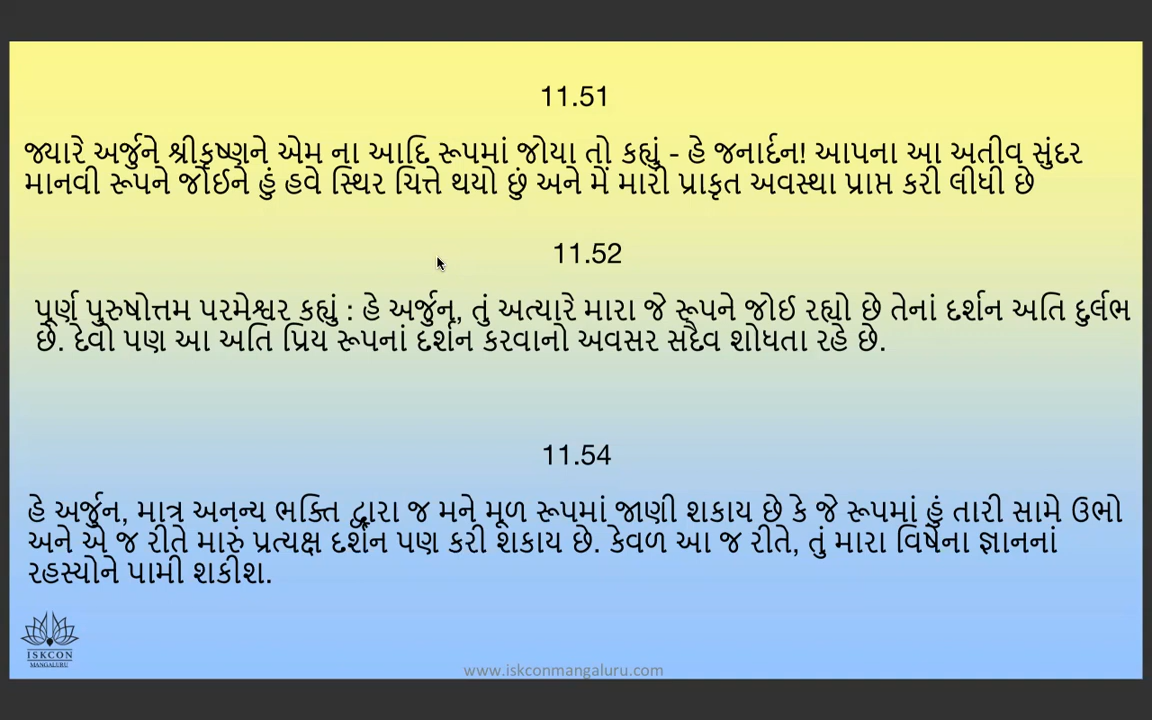 11.51
જ્યારે અર્જુને શ્રીકૃષ્ણને એમ ના આદિ રૂપમાં જોયા તો કહ્યું - હે જનાર્દન! આપના આ અતીવ સુંદર
માનવી રૂપને જોઈને હું હવે સ્થિર ચિત્તે થયો છું અને મેં મારી પ્રાકૃત અવસ્થા પ્રાપ્ત કરી લીધી છે
11.52
પૂર્ણ પુરુષોત્તમ પરમેશ્વર કહ્યું : હે અર્જુન, તું અત્યારે મારા જે રૂપને જોઈ રહ્યો છે તેનાં દર્શન અતિ દુર્લભ
છે. દેવો પણ આ અતિ પ્રિય રૂપનાં દર્શન કરવાનો અવસર સદૈવ શોધતા રહે છે.
11.54
હે અર્જુન, માત્ર અનન્ય ભક્તિ દ્વારા જ મને મૂળ રૂપમાં જાણી શકાય છે કે જે રૂપમાં હું તારી સામે ઉભો
અને એ જ રીતે મારું પ્રત્યક્ષ દર્શન પણ કરી શકાય છે. કેવળ આ જ રીતે, તું મારા વિષેના જ્ઞાનનાં
રહસ્યોને પામી શકીશ.
ISKCON
MANGALURU
www.iskconmangaluru.com